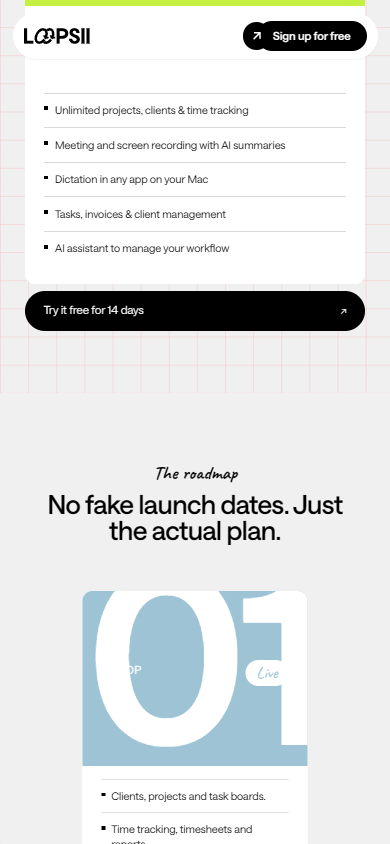 LOOPSII
Sign up for free
Unlimited projects, clients & time tracking
Meeting and screen recording with AI summaries
Dictation in any app on your Mac
Tasks, invoices & client management
AI assistant to manage your workflow
Try it free for 14 days
The roadmap
No fake launch dates. Just
the actual plan.
01
OP
Live
Clients, projects and task boards.
Time tracking, timesheets and
reports.